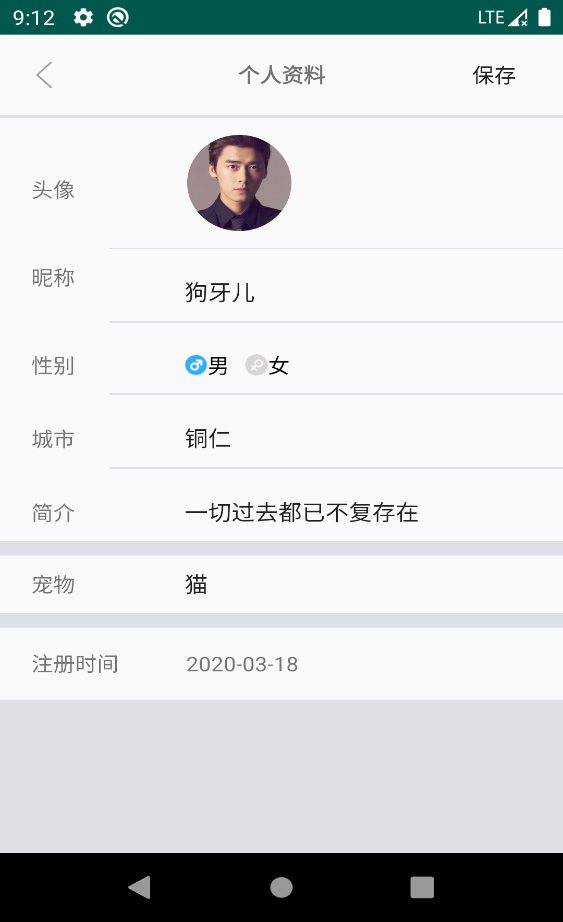 9:12 LTE
个人资料 保存
头像
昵称 狗牙儿
性别 男 女
城市 铜仁
简介 一切过去都已不复存在
宠物 猫
注册时间 2020-03-18